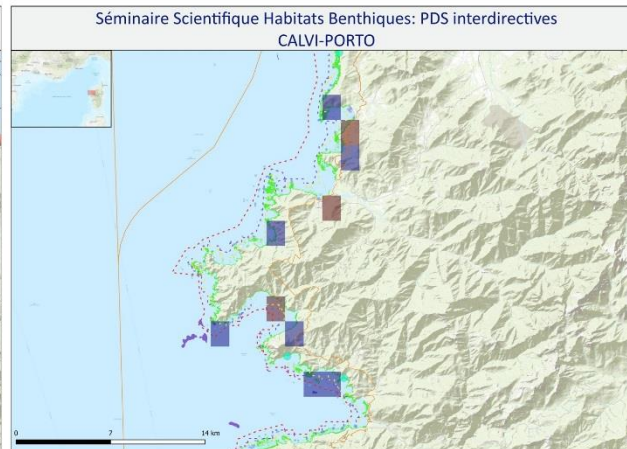 Séminaire Scientifique Habitats Benthiques: PDS interdirectives
CALVI-PORTO
0 7 14 km